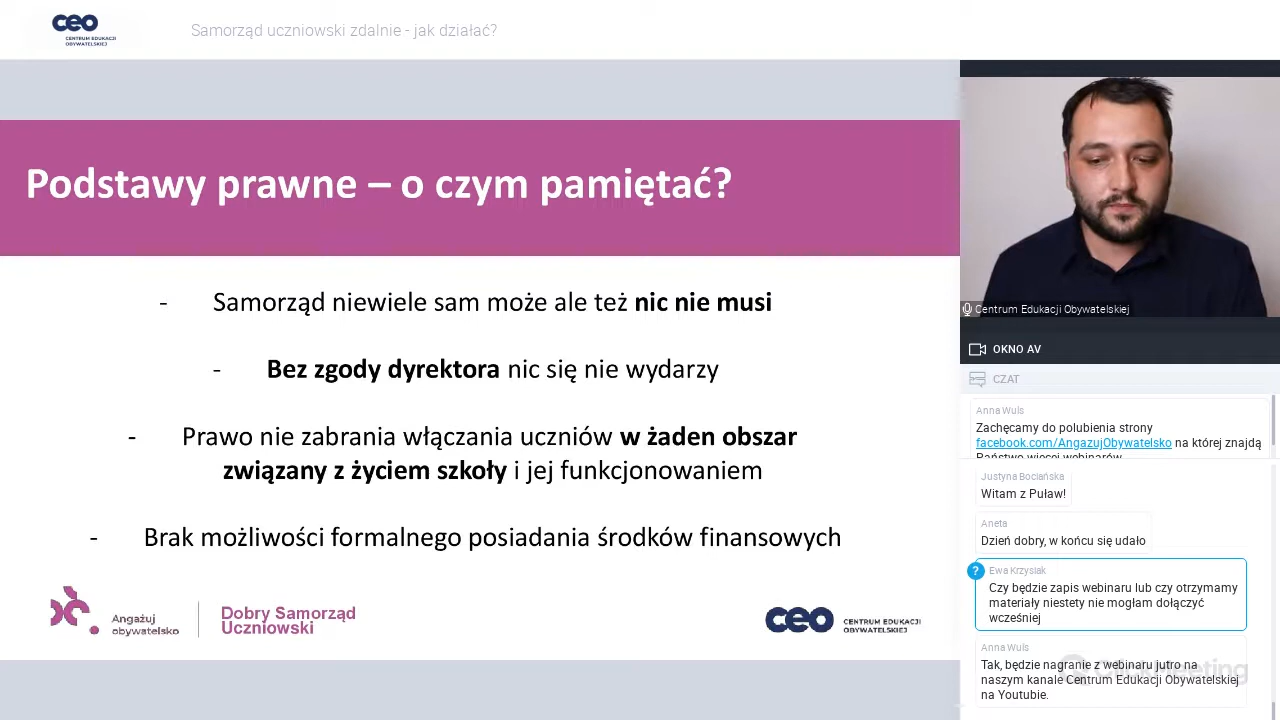 ceo
CENTRUM EDUKACJI
OBYWATELSKIEJ
Samorząd uczniowski zdalnie - jak działać?
Podstawy prawne – o czym pamiętać?
- Samorząd niewiele sam może ale też nic nie musi
- Bez zgody dyrektora nic się nie wydarzy
- Prawo nie zabrania włączania uczniów w żaden obszar
związany z życiem szkoły i jej funkcjonowaniem
- Brak możliwości formalnego posiadania środków finansowych
Angażuj
obywatelsko
Dobry Samorząd
Uczniowski
ceo
CENTRUM EDUKACJI
OBYWATELSKIEJ
Centrum Edukacji Obywatelskiej
OKNO AV
CZAT
Anna Wuls
Zachęcamy do polubienia strony
facebook.com/AngazujObywatelsko na której znajdą
Państwo więcej webinarów
Justyna Bociańska
Witam z Puław!
Aneta
Dzień dobry, w końcu się udało
?
Ewa Krzysiak
Czy będzie zapis webinaru lub czy otrzymamy
materiały niestety nie mogłam dołączyć
wcześniej
Anna Wuls
Tak, będzie nagranie z webinaru jutro na
naszym kanale Centrum Edukacji Obywatelskiej
na Youtubie.
ClickMeeting